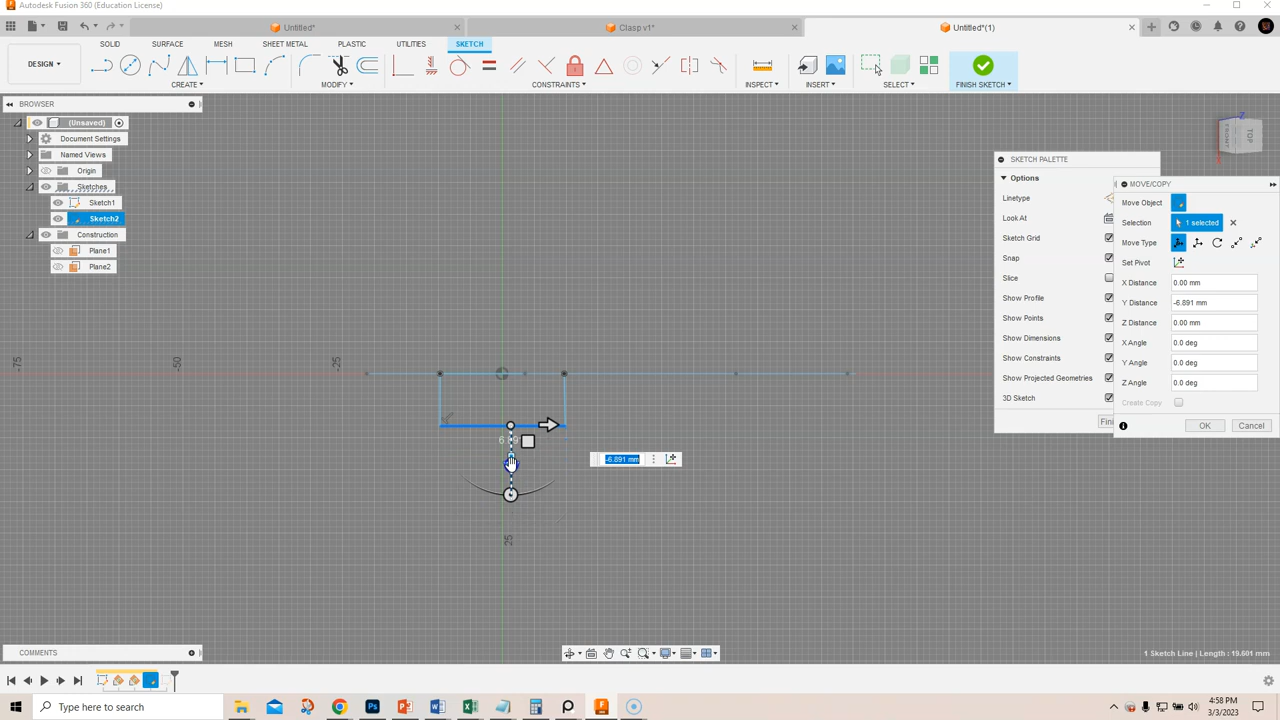 Autodesk Fusion 360 (Education License)
Untitled*
Clasp v1*
Untitled*(1)
DESIGN
SOLID
SURFACE
MESH
SHEET METAL
PLASTIC
UTILITIES
SKETCH
CREATE
MODIFY
CONSTRAINTS
INSPECT
INSERT
SELECT
FINISH SKETCH
BROWSER
(Unsaved)
Document Settings
Named Views
Origin
Sketches
Sketch1
Sketch2
Construction
Plane1
Plane2
TOP
FRONT
Z
SKETCH PALETTE
Options
Linetype
Look At
Sketch Grid
Snap
Slice
Show Profile
Show Points
Show Dimensions
Show Constraints
Show Projected Geometries
3D Sketch
Fini
MOVE/COPY
Move Object
Selection
1 selected
Move Type
Set Pivot
X Distance
0.00 mm
Y Distance
-6.891 mm
Z Distance
0.00 mm
X Angle
0.0 deg
Y Angle
0.0 deg
Z Angle
0.0 deg
Create Copy
OK
Cancel
-75
-50
-25
25
-6.891 mm
COMMENTS
1 Sketch Line | Length : 19.601 mm
Type here to search
4:58 PM
3/3/2023